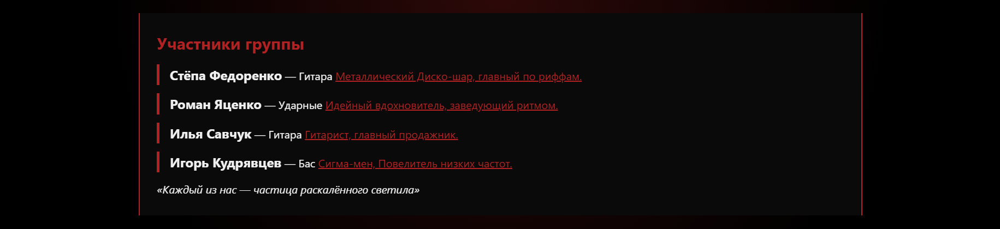 Участники группы
Стёпа Федоренко — Гитара Металлический Диско-шар, главный по риффам.
Роман Яценко — Ударные Идейный вдохновитель, заведующий ритмом.
Илья Савчук — Гитара Гитарист, главный продажник.
Игорь Кудрявцев — Бас Сигма-мен, Повелитель низких частот.
«Каждый из нас — частица раскалённого светила»